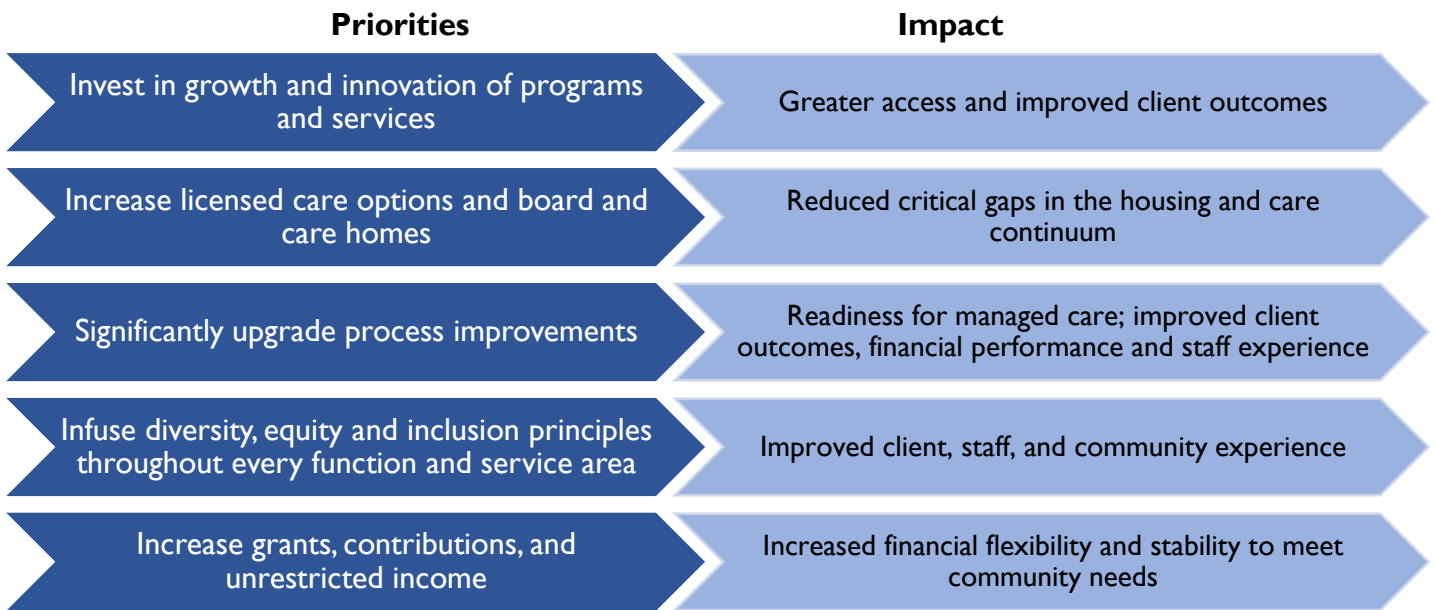 Priorities
Impact
Invest in growth and innovation of programs
and services
Greater access and improved client outcomes
Increase licensed care options and board and
care homes
Reduced critical gaps in the housing and care
continuum
Significantly upgrade process improvements
Readiness for managed care; improved client
outcomes, financial performance and staff experience
Infuse diversity, equity and inclusion principles
throughout every function and service area
Improved client, staff, and community experience
Increase grants, contributions, and
unrestricted income
Increased financial flexibility and stability to meet
community needs